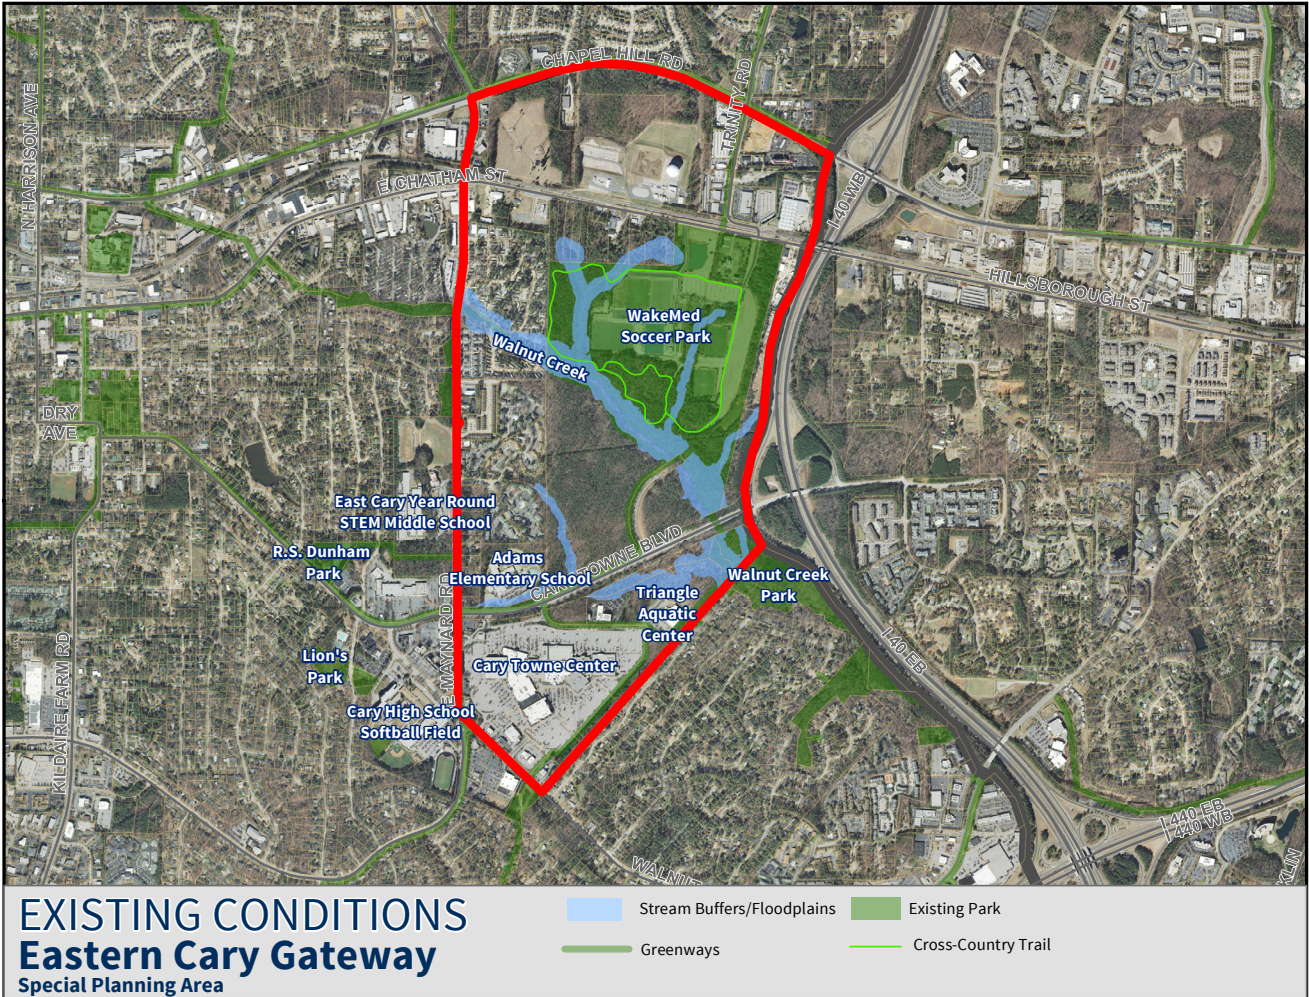 CHAPEL HILL RD
TRINITY RD
N HARRISON AVE
E CHATHAM ST
I 40 WB
HILLSBOROUGH ST
WakeMed
Soccer Park
Walnut Creek
DRY
AVE
East Cary Year Round
STEM Middle School
R.S. Dunham
Park
Adams
Elementary School
CARY TOWNE BLVD
Walnut Creek
Park
Triangle
Aquatic
Center
Lion's
Park
Cary Towne Center
E MAYNARD RD
I 40 EB
KILDAIRE FARM RD
Cary High School
Softball Field
I 440 EB
I 440 WB
WALNUT
KLIN
EXISTING CONDITIONS
Eastern Cary Gateway
Special Planning Area
Stream Buffers/Floodplains
Existing Park
Greenways
Cross-Country Trail